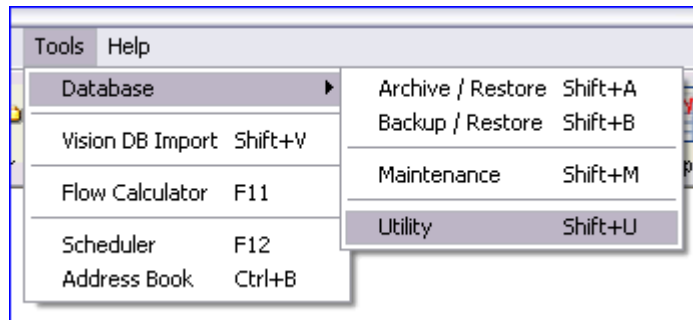 Tools Help
Database
Vision DB Import Shift+V
Flow Calculator F11
Scheduler F12
Address Book Ctrl+B
Archive / Restore Shift+A
Backup / Restore Shift+B
Maintenance Shift+M
Utility Shift+U